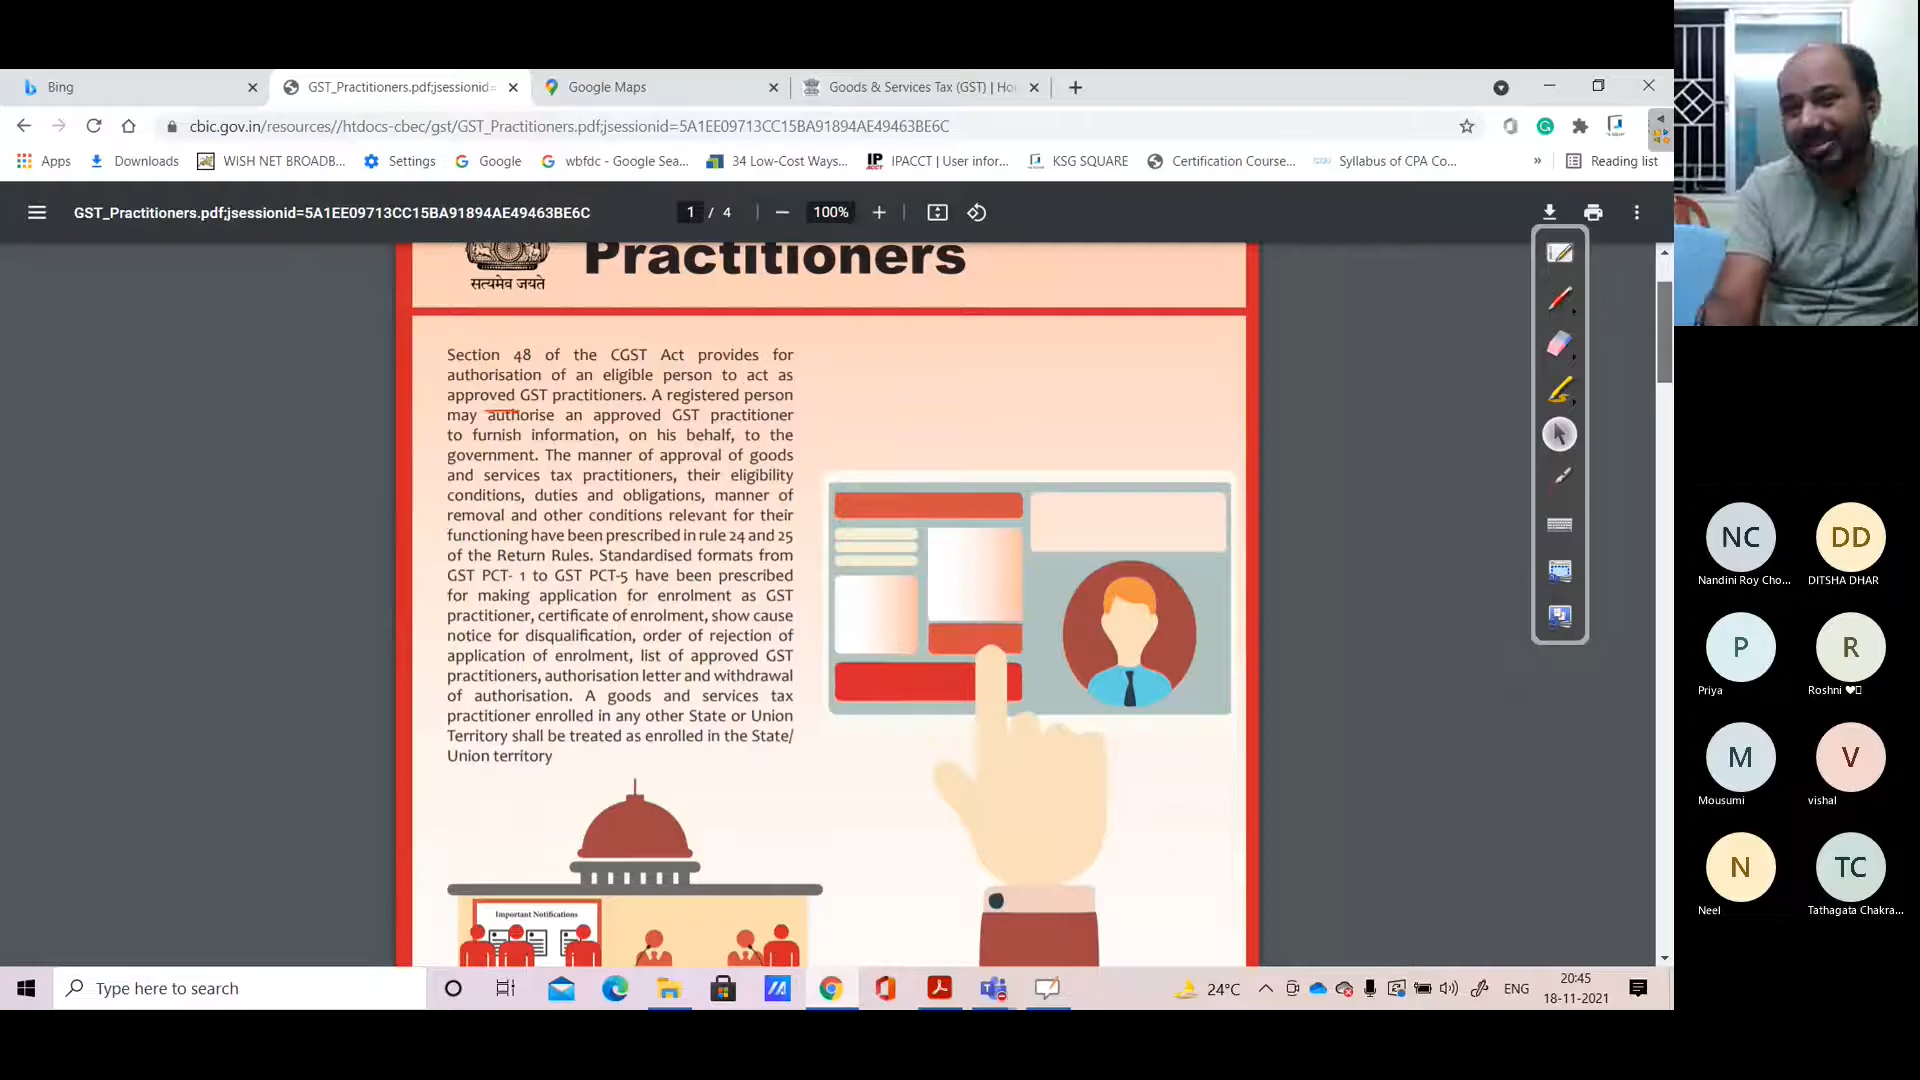 Bing
GST_Practitioners.pdf;jsessionid=
Google Maps
Goods & Services Tax (GST) | Ho
cbic.gov.in/resources//htdocs-cbec/gst/GST_Practitioners.pdf;jsessionid=5A1EE09713CC15BA91894AE49463BE6C
Apps
Downloads
WISH NET BROADB...
Settings
Google
wbfdc - Google Sea...
34 Low-Cost Ways...
IPACCT | User infor...
KSG SQUARE
Certification Course...
Syllabus of CPA Co...
»
Reading list
GST_Practitioners.pdf;jsessionid=5A1EE09713CC15BA91894AE49463BE6C
1 / 4
100%
सत्यमेव जयते
Practitioners
Section 48 of the CGST Act provides for
authorisation of an eligible person to act as
approved GST practitioners. A registered person
may authorise an approved GST practitioner
to furnish information, on his behalf, to the
government. The manner of approval of goods
and services tax practitioners, their eligibility
conditions, duties and obligations, manner of
removal and other conditions relevant for their
functioning have been prescribed in rule 24 and 25
of the Return Rules. Standardised formats from
GST PCT- 1 to GST PCT-5 have been prescribed
for making application for enrolment as GST
practitioner, certificate of enrolment, show cause
notice for disqualification, order of rejection of
application of enrolment, list of approved GST
practitioners, authorisation letter and withdrawal
of authorisation. A goods and services tax
practitioner enrolled in any other State or Union
Territory shall be treated as enrolled in the State/
Union territory
Important Notifications
NC
Nandini Roy Cho...
DD
DITSHA DHAR
P
Priya
R
Roshni ❤
M
Mousumi
V
vishal
N
Neel
TC
Tathagata Chakra...
Type here to search
24°C
ENG
20:45
18-11-2021